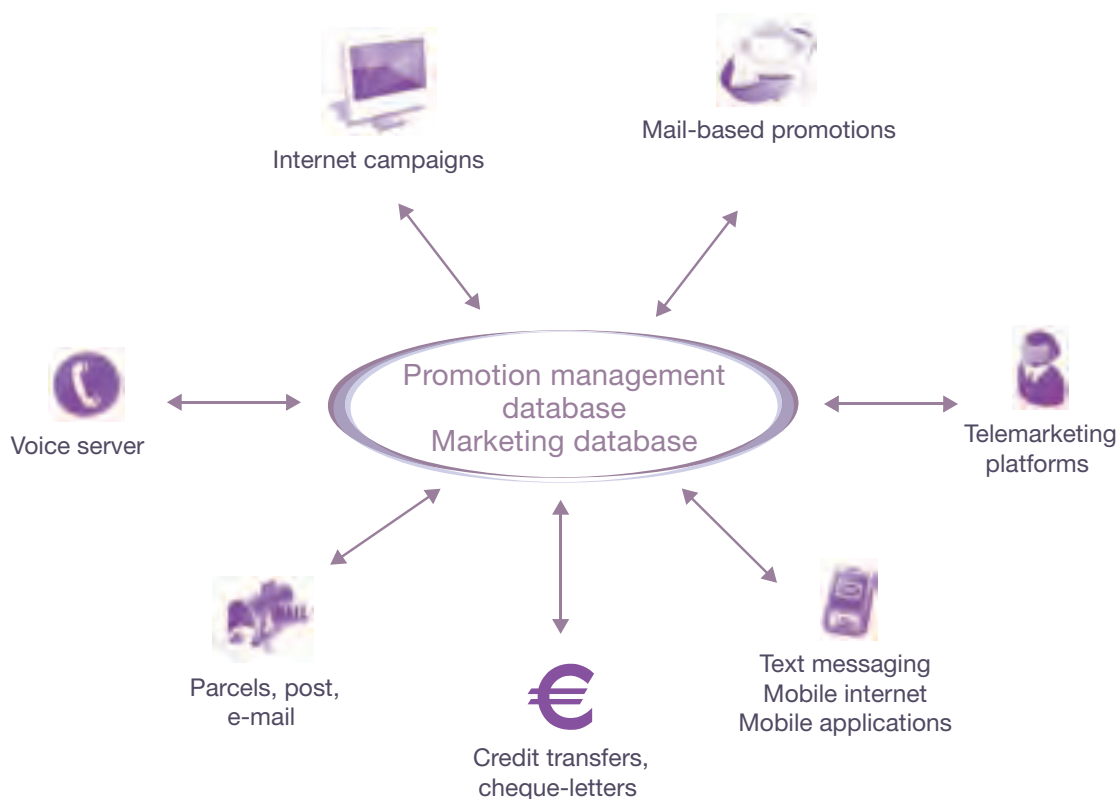 Internet campaigns
Mail-based promotions
Promotion management
database
Marketing database
Voice server
Telemarketing
platforms
MAIL
Parcels, post,
e-mail
€
Credit transfers,
cheque-letters
Text messaging
Mobile internet
Mobile applications